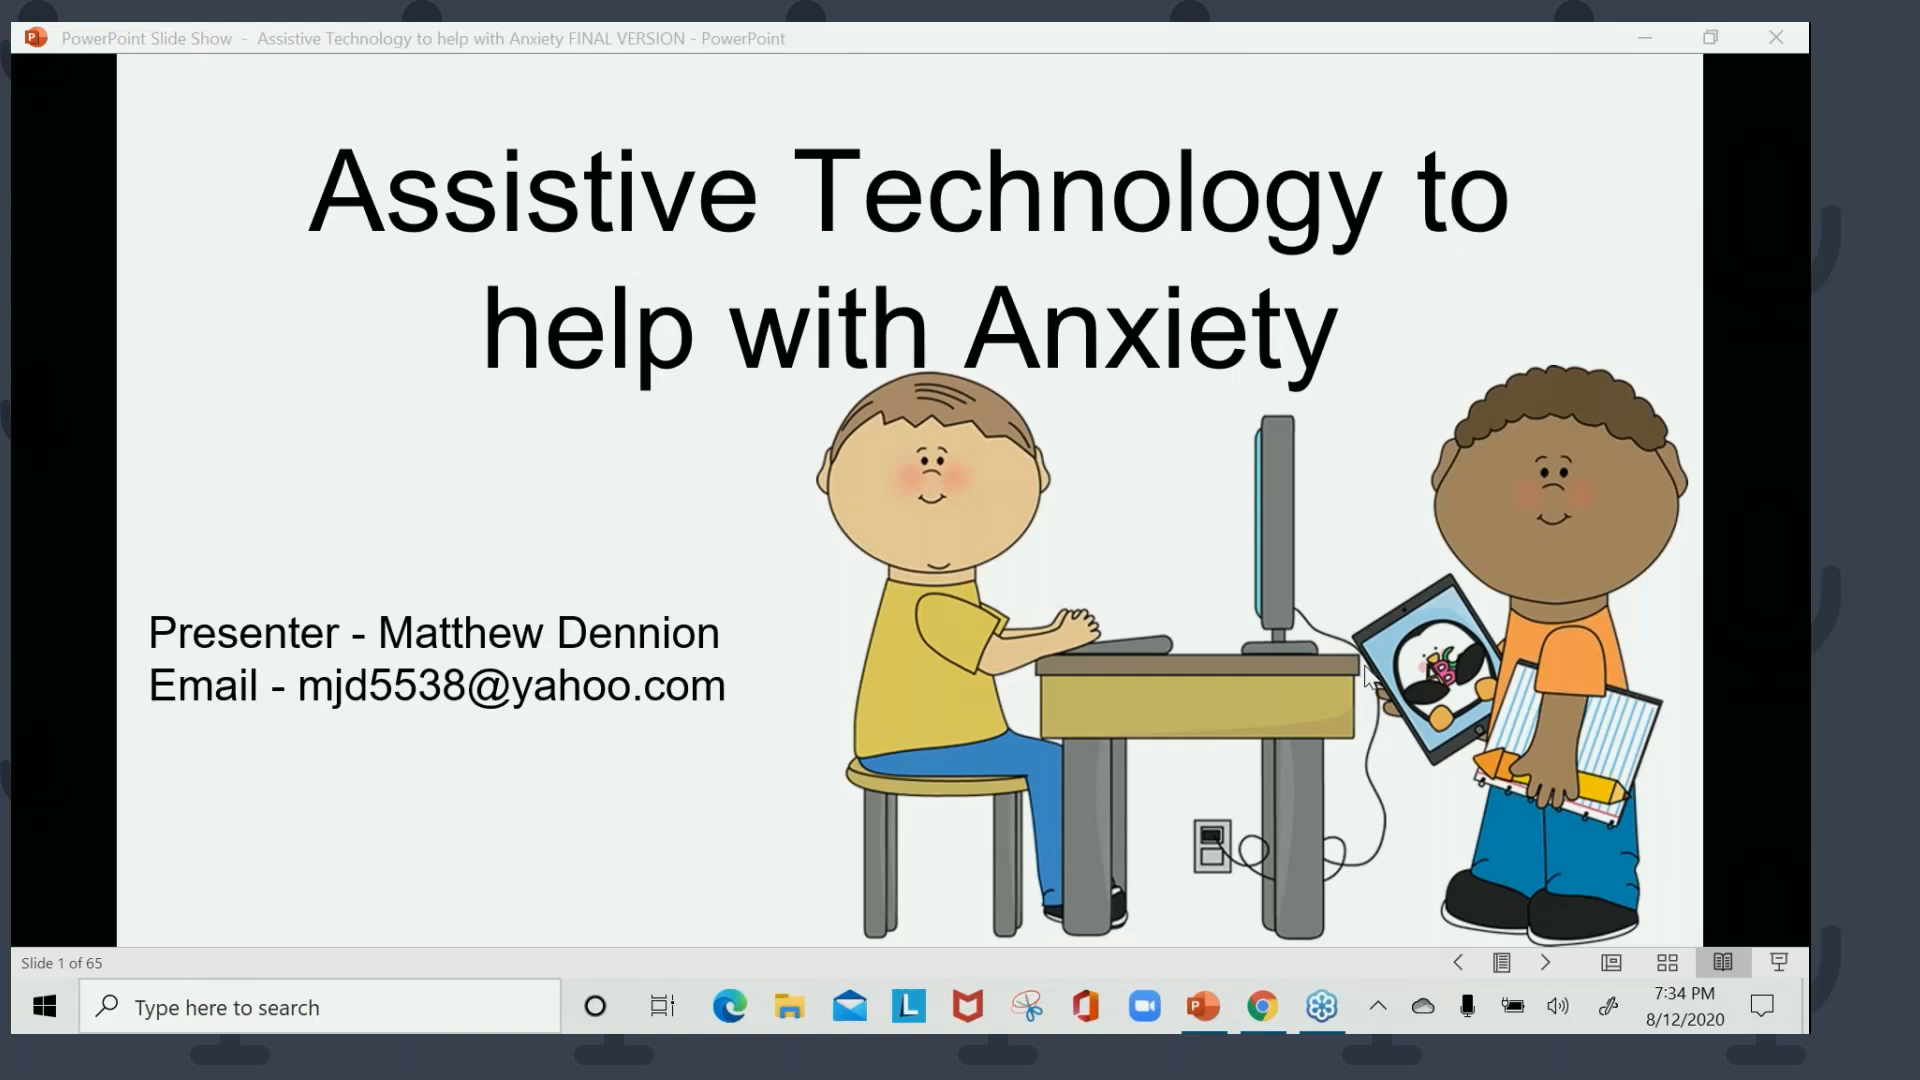 PowerPoint Slide Show - Assistive Technology to help with Anxiety FINAL VERSION - PowerPoint
Assistive Technology to
help with Anxiety
Presenter - Matthew Dennion
Email - mjd5538@yahoo.com
Slide 1 of 65
Type here to search
7:34 PM
8/12/2020